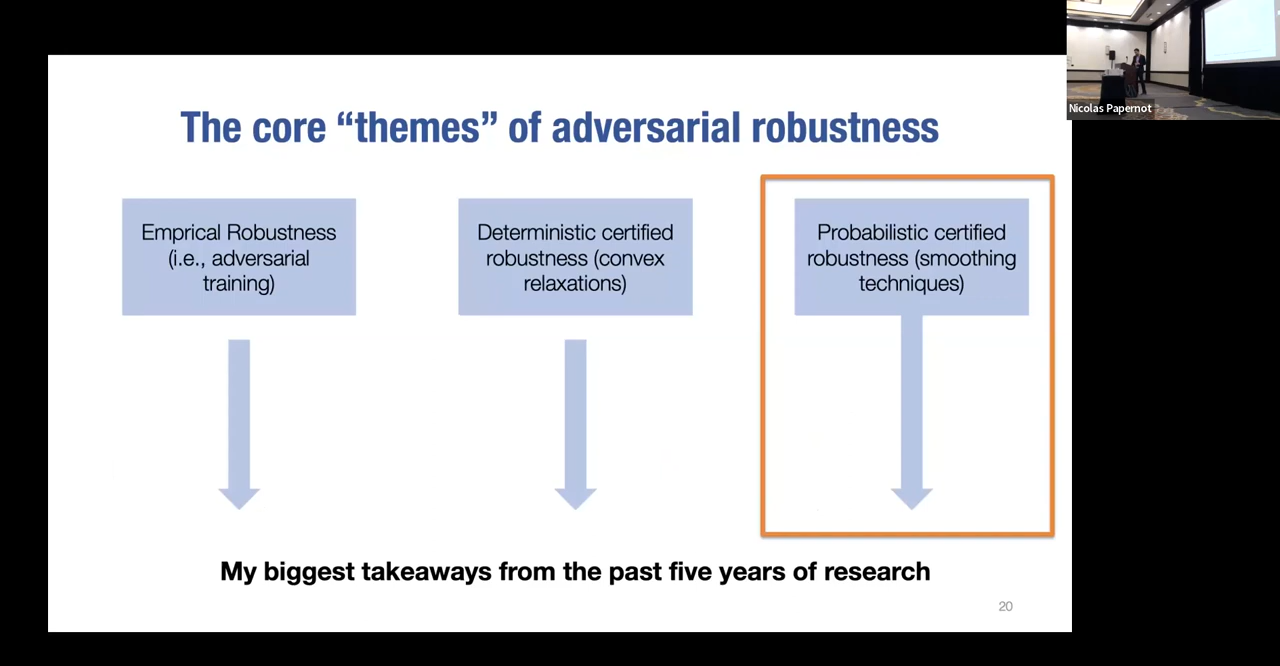 The core “themes” of adversarial robustness
Emprical Robustness
(i.e., adversarial
training)
Deterministic certified
robustness (convex
relaxations)
Probabilistic certified
robustness (smoothing
techniques)
My biggest takeaways from the past five years of research
20
Nicolas Papernot